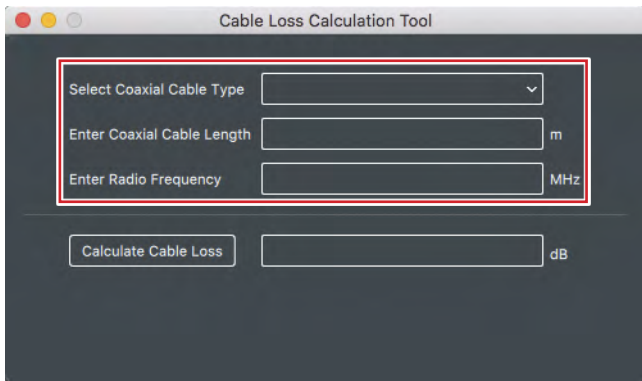 Cable Loss Calculation Tool
Select Coaxial Cable Type
Enter Coaxial Cable Length m
Enter Radio Frequency MHz
Calculate Cable Loss dB